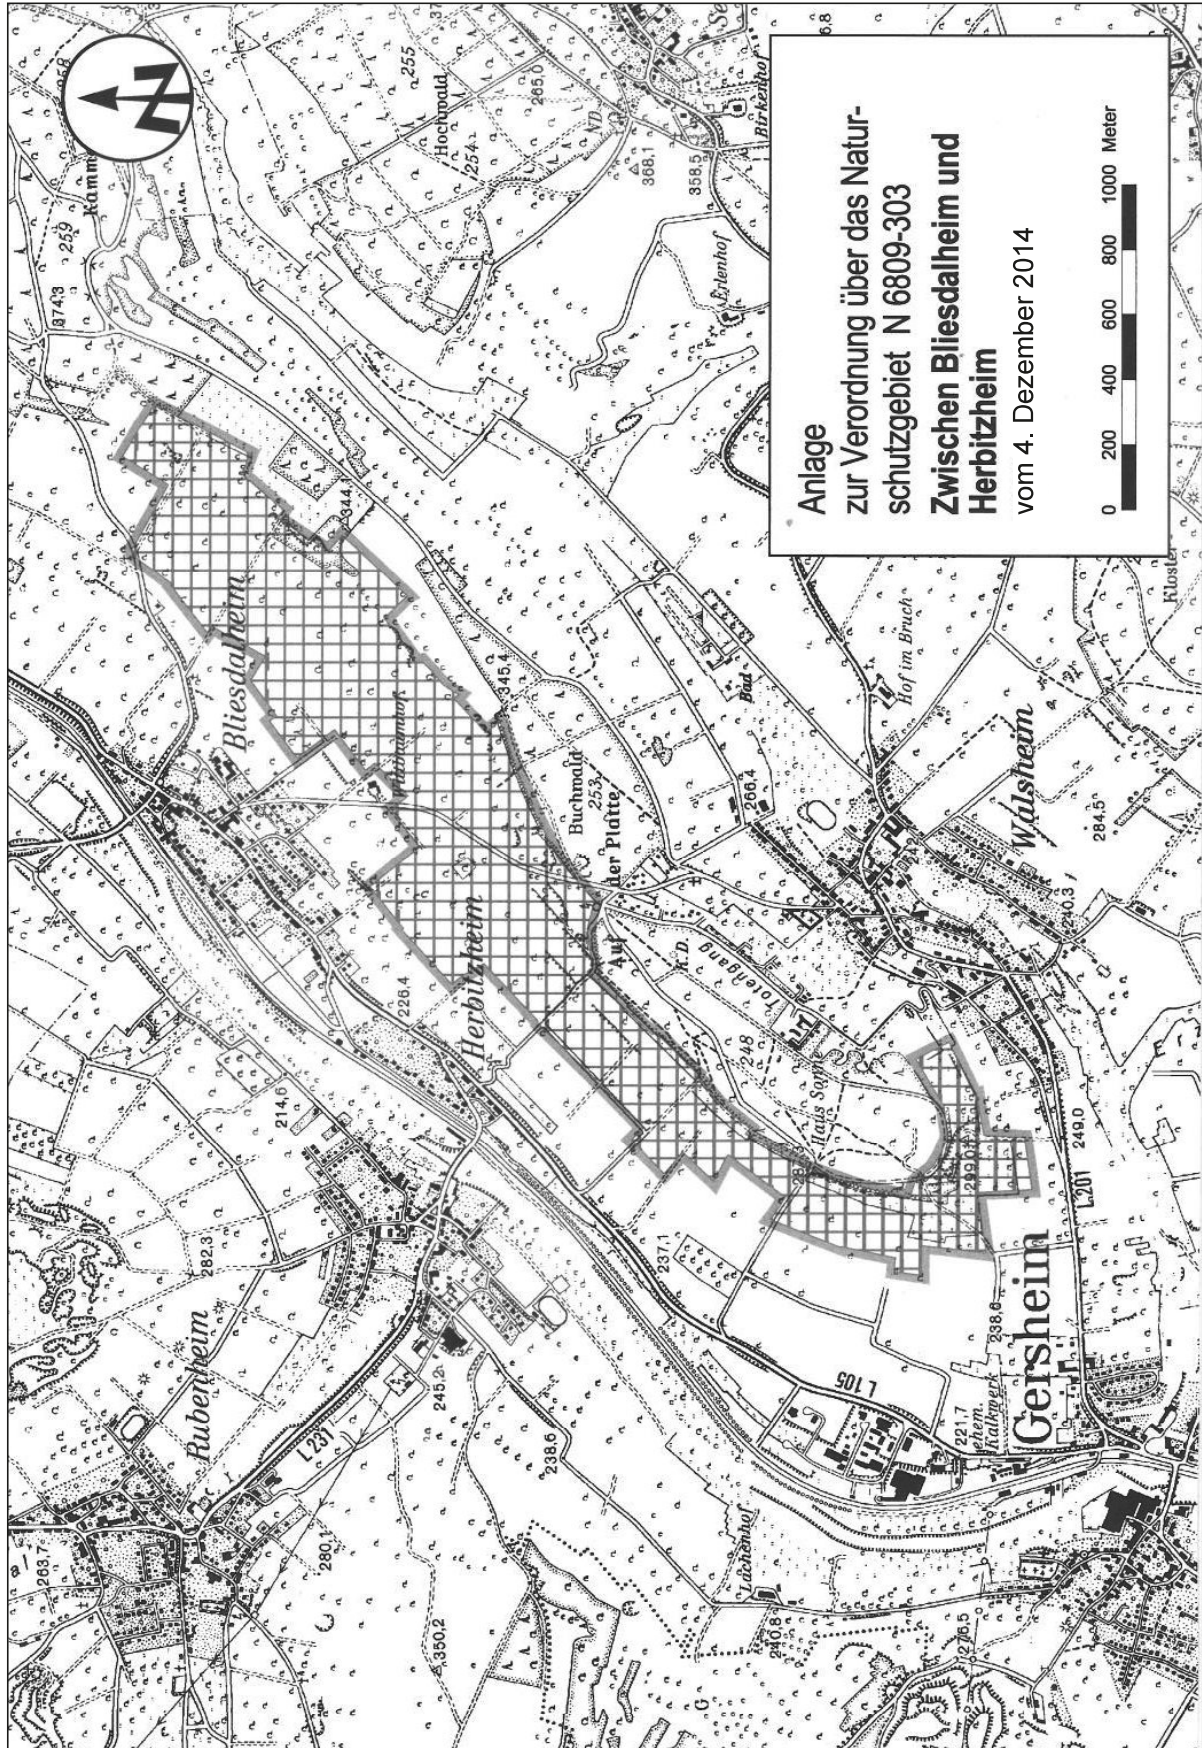 Anlage
zur Verordnung über das Natur-
schutzgebiet N 6809-303
Zwischen Bliesdalheim und
Herbitzheim
vom 4. Dezember 2014
0 200 400 600 800 1000 Meter
N
263,7
Rubenheim
282,3
214,6
L 231
280,1
245,2
350,2
238,6
Bliesdalheim
374,3
259
255
Hochwald
254
265,0
ND
368,1
358,5
Birkenhof
Erlenhof
344,1
345,4
226,4
Herbitzheim
Buchwald
253
Auf der Platte
K.D.
Totengang
248
Haus Sonne
Bad
266,4
Hof im Bruch
Kloster
Walsheim
284,5
240,3
249,0
L 201
299,0
237,1
L 105
238,6
Gersheim
221,7
ehem.
Kalkwerk
Lachenhof
240,8
276,5
G